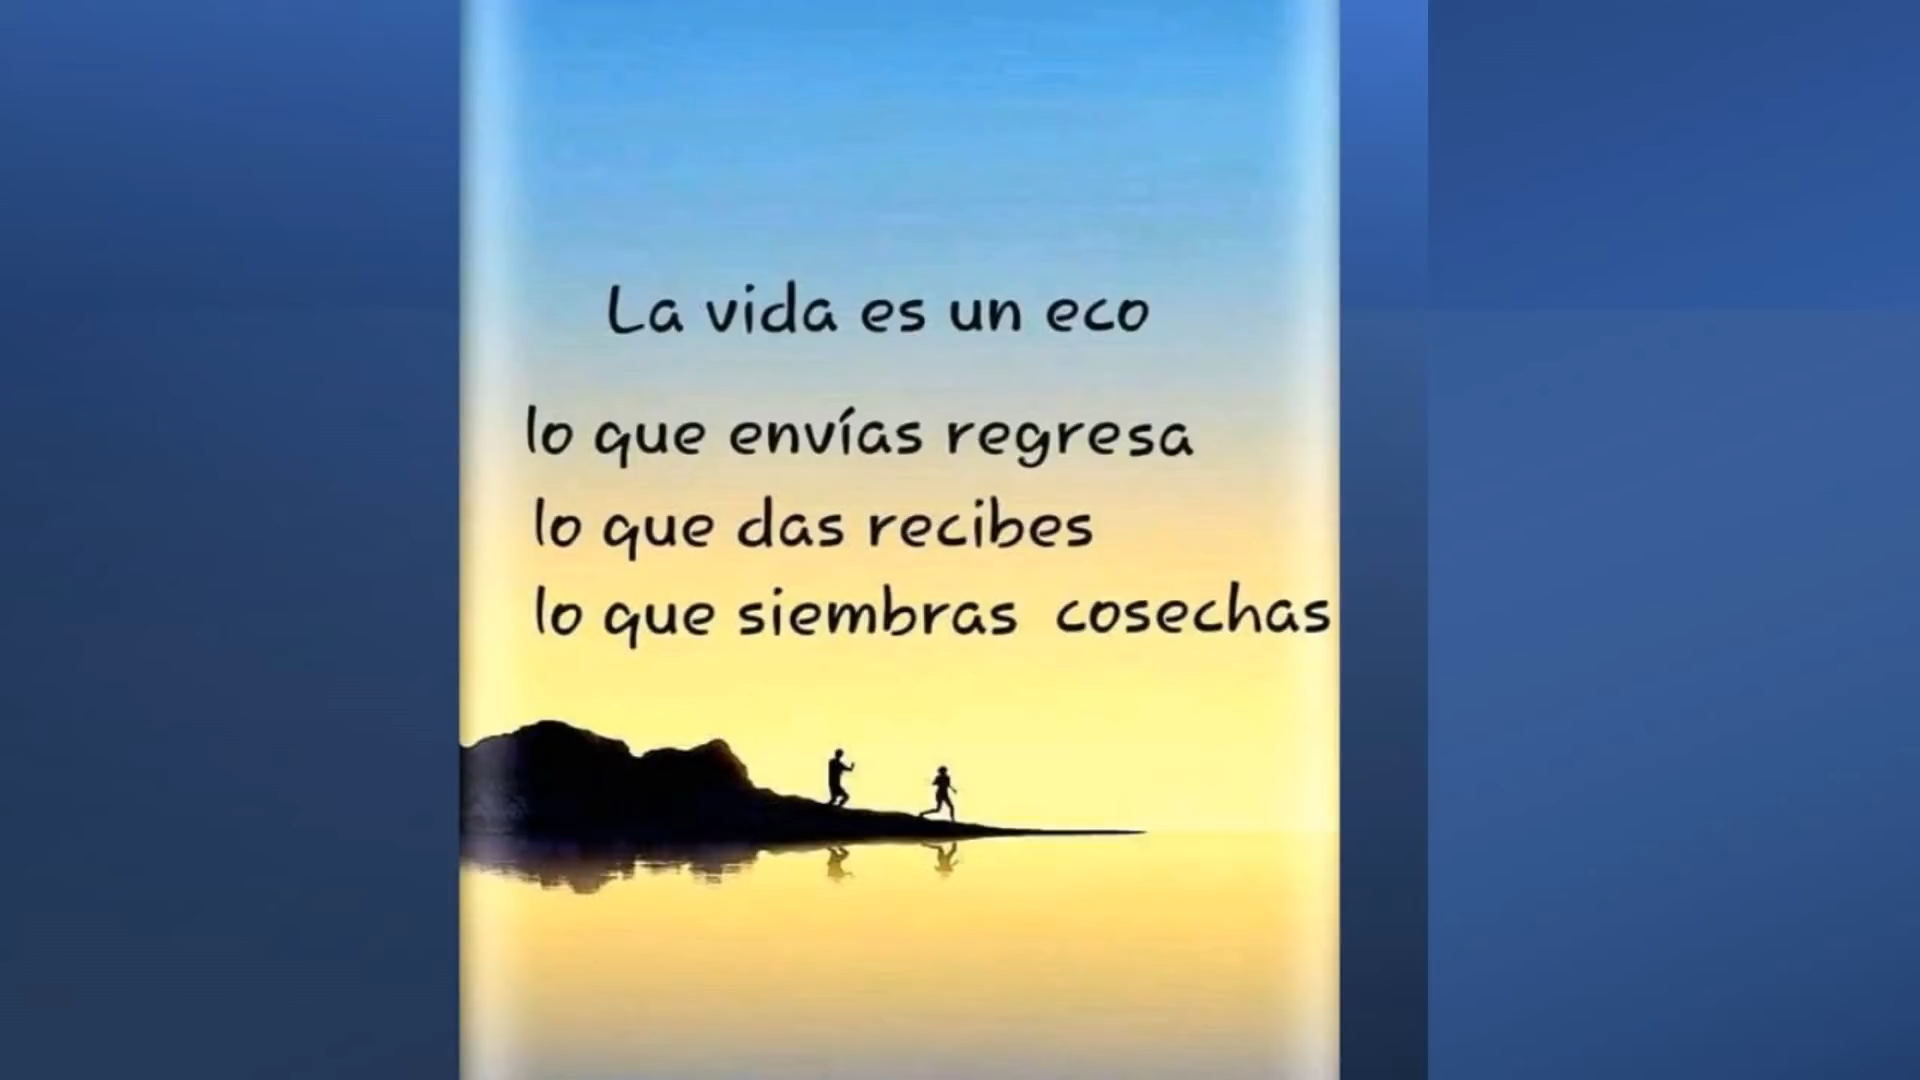 La vida es un eco
lo que envías regresa
lo que das recibes
lo que siembras cosechas